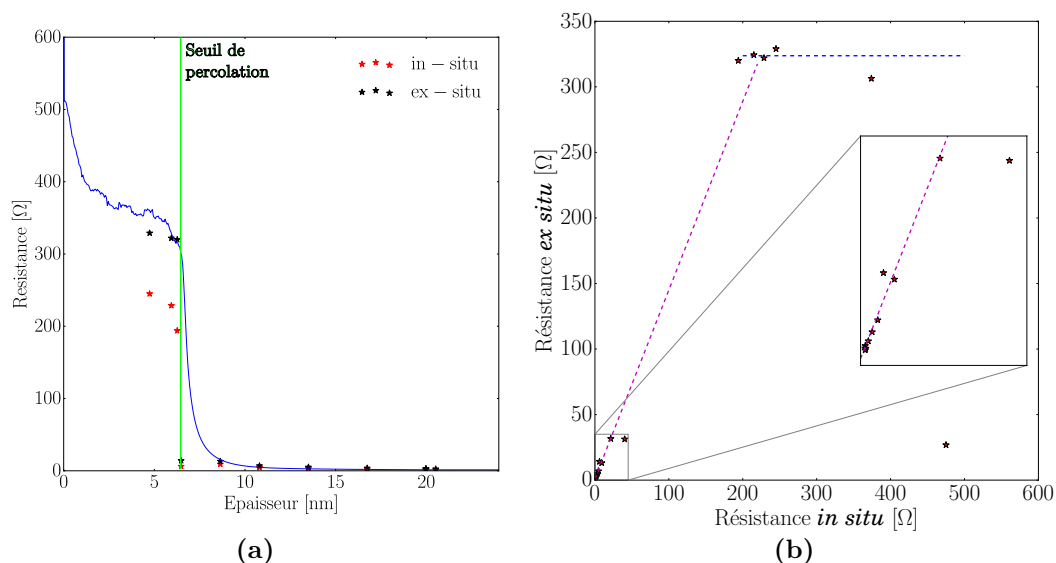 600
500
400
300
200
100
0
0
5
10
15
20
Resistance [Ω]
Epaisseur [nm]
Seuil de
percolation
in − situ
ex − situ
(a)
350
300
250
200
150
100
50
0
0
100
200
300
400
500
600
Résistance ex situ [Ω]
Résistance in situ [Ω]
(b)